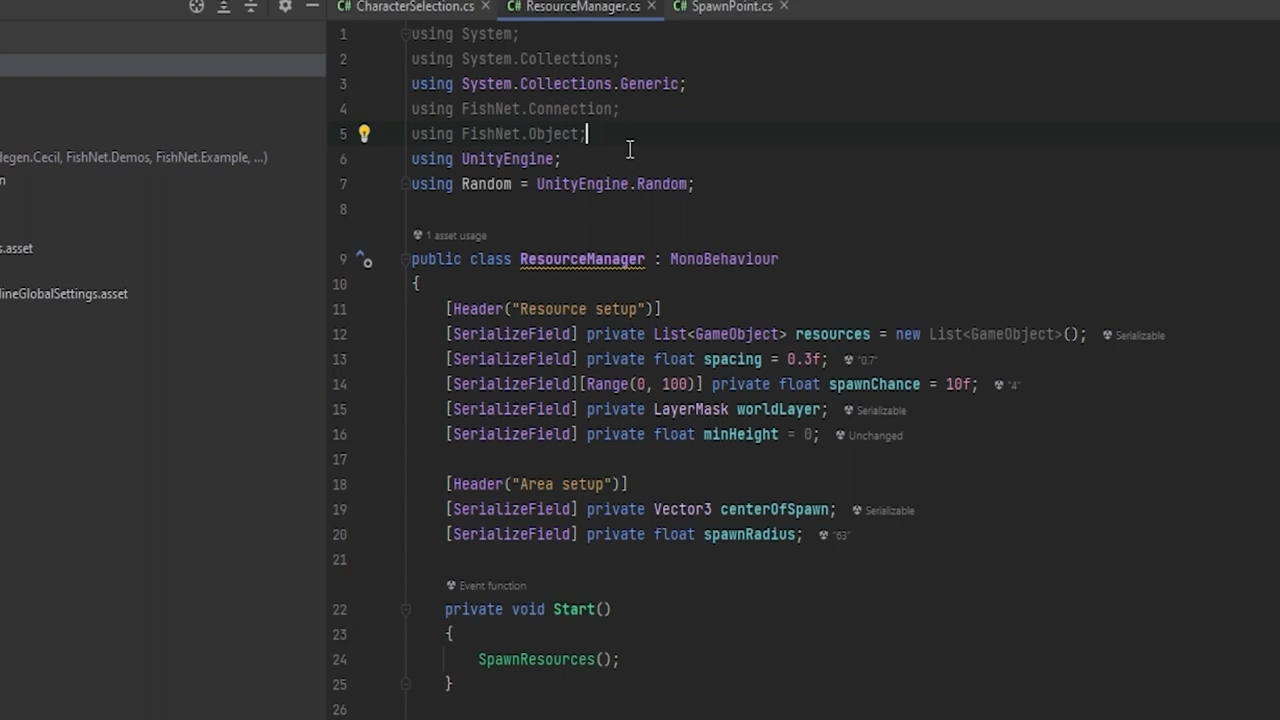 CharacterSelection.cs ResourceManager.cs SpawnPoint.cs
degen.Cecil, FishNet.Demos, FishNet.Example, ...)
n
s.asset
lineGlobalSettings.asset
1 using System;
2 using System.Collections;
3 using System.Collections.Generic;
4 using FishNet.Connection;
5 using FishNet.Object;
6 using UnityEngine;
7 using Random = UnityEngine.Random;
8
1 asset usage
9 public class ResourceManager : MonoBehaviour
10 {
11 [Header("Resource setup")]
12 [SerializeField] private List<GameObject> resources = new List<GameObject>(); Serializable
13 [SerializeField] private float spacing = 0.3f; "0.7"
14 [SerializeField][Range(0, 100)] private float spawnChance = 10f; "4"
15 [SerializeField] private LayerMask worldLayer; Serializable
16 [SerializeField] private float minHeight = 0; Unchanged
17
18 [Header("Area setup")]
19 [SerializeField] private Vector3 centerOfSpawn; Serializable
20 [SerializeField] private float spawnRadius; "63"
21
Event function
22 private void Start()
23 {
24 SpawnResources();
25 }
26